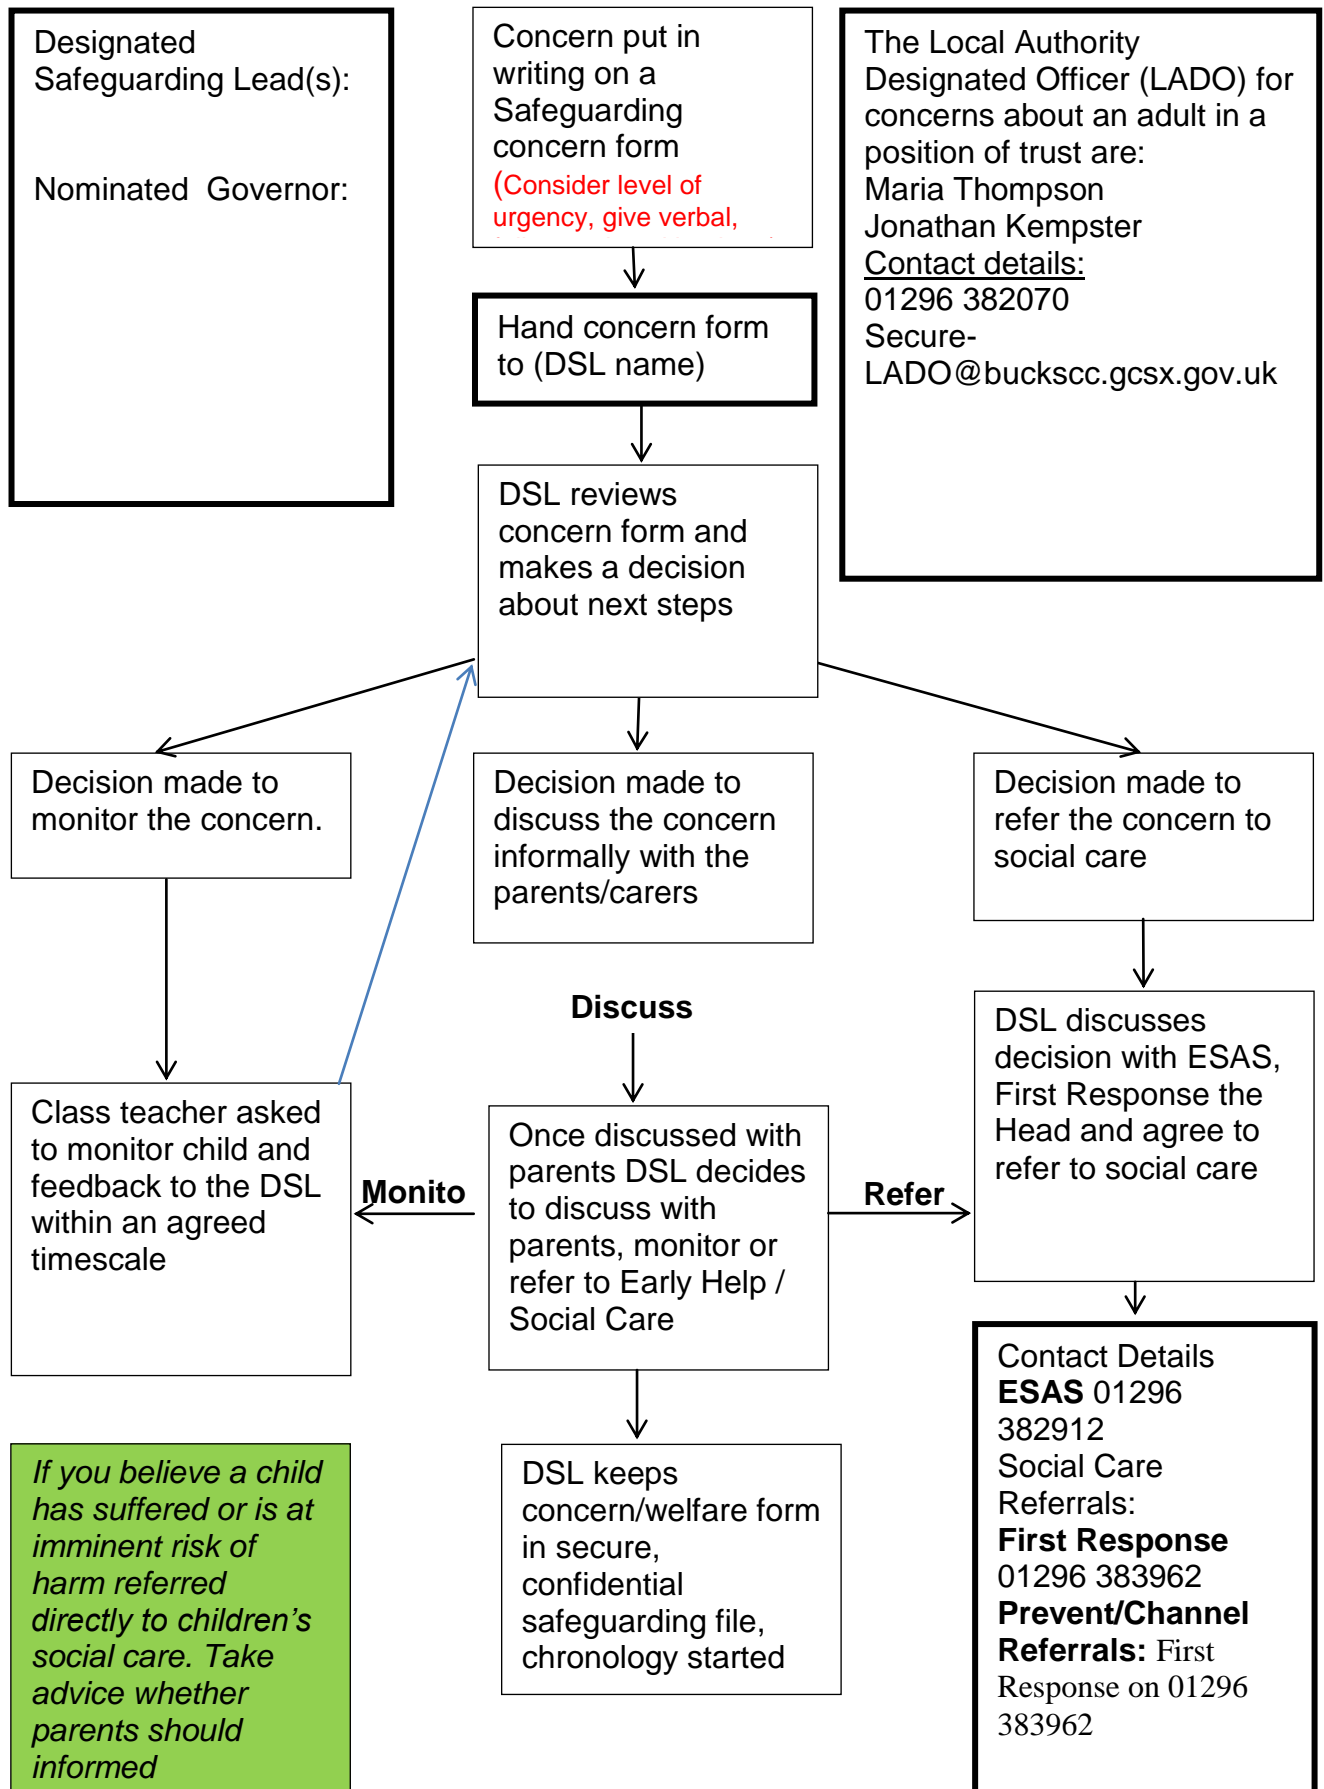 Designated
Safeguarding Lead(s):
Nominated Governor:
Concern put in
writing on a
Safeguarding
concern form
(Consider level of
urgency, give verbal,
The Local Authority
Designated Officer (LADO) for
concerns about an adult in a
position of trust are:
Maria Thompson
Jonathan Kempster
Contact details:
01296 382070
Secure-
LADO@buckscc.gcsx.gov.uk
Hand concern form
to (DSL name)
DSL reviews
concern form and
makes a decision
about next steps
Decision made to
monitor the concern.
Decision made to
discuss the concern
informally with the
parents/carers
Decision made to
refer the concern to
social care
Discuss
Class teacher asked
to monitor child and
feedback to the DSL
within an agreed
timescale
Monito
Once discussed with
parents DSL decides
to discuss with
parents, monitor or
refer to Early Help /
Social Care
Refer
DSL discusses
decision with ESAS,
First Response the
Head and agree to
refer to social care
If you believe a child
has suffered or is at
imminent risk of
harm referred
directly to children’s
social care. Take
advice whether
parents should
informed
DSL keeps
concern/welfare form
in secure,
confidential
safeguarding file,
chronology started
Contact Details
ESAS 01296
382912
Social Care
Referrals:
First Response
01296 383962
Prevent/Channel
Referrals: First
Response on 01296
383962